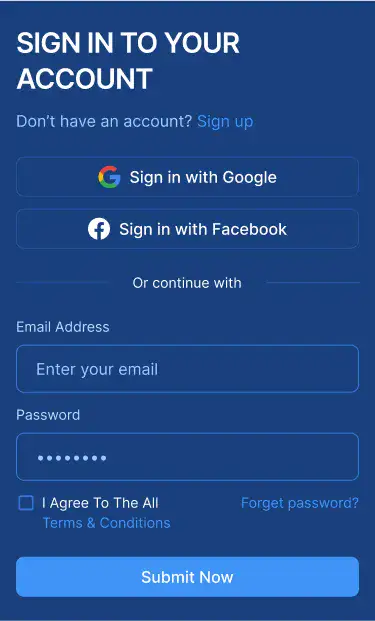 SIGN IN TO YOUR
ACCOUNT
Don’t have an account? Sign up
Sign in with Google
Sign in with Facebook
Or continue with
Email Address
Enter your email
Password
I Agree To The All Forget password?
Terms & Conditions
Submit Now